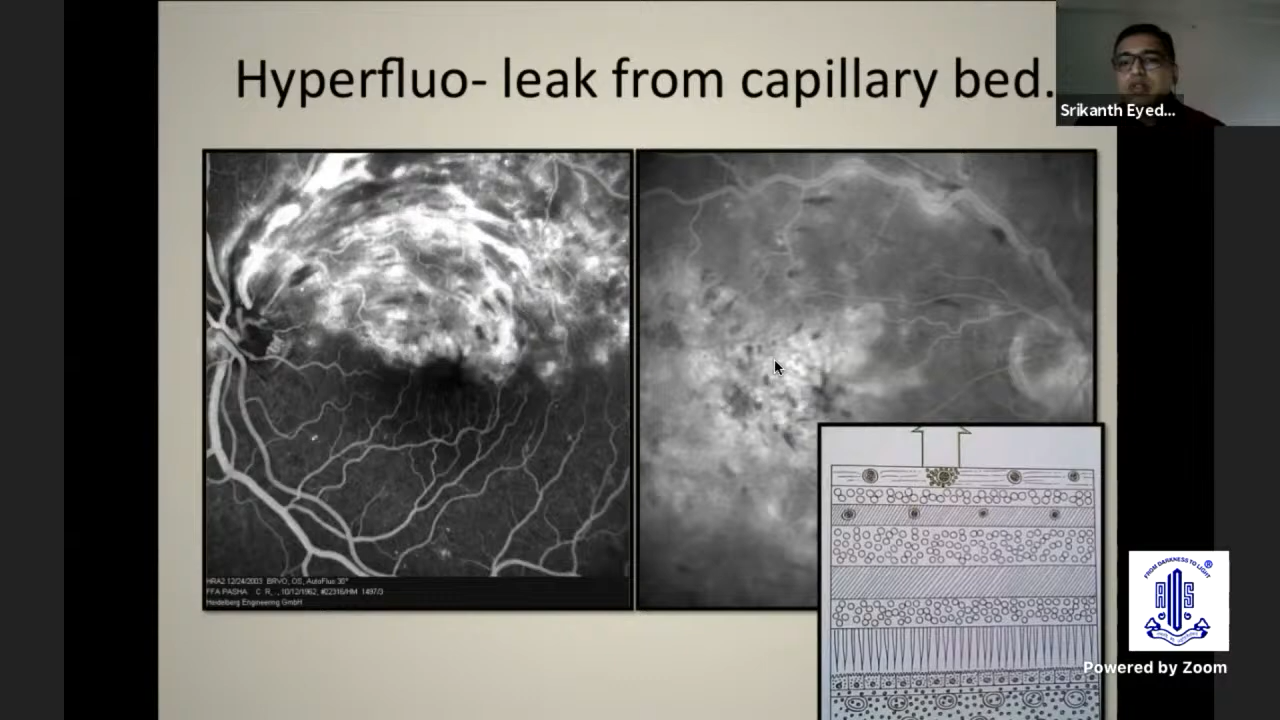 Hyperfluo- leak from capillary bed.
Srikanth Eyed...
HRA2 12/24/2003 BRVO, OS, AutoFluo 30°
FFA PASHA C R, , 10/12/1962, #22316/HM 1497/3
Heidelberg Engineering GmbH
FROM DARKNESS TO LIGHT
®
AIOS
Powered by Zoom